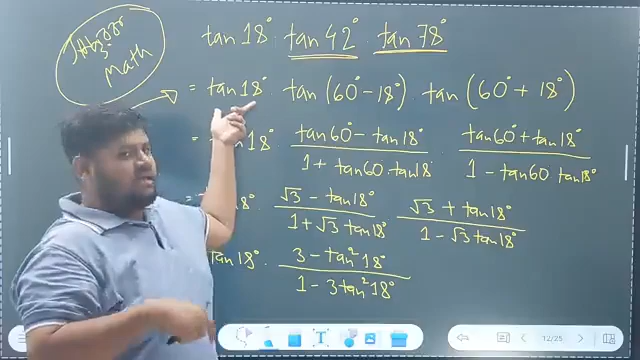 math
tan 18° · tan 42° · tan 78°
= tan 18° · tan (60° − 18°) · tan (60° + 18°)
= tan 18° · (tan 60° − tan 18°) / (1 + tan 60 · tan 18°) · (tan 60° + tan 18°) / (1 − tan 60 tan 18°)
= tan 18° · (√3 − tan 18°) / (1 + √3 tan 18°) · (√3 + tan 18°) / (1 − √3 tan 18°)
tan 18° · (3 − tan² 18°) / (1 − 3 tan² 18°)
T
12/25